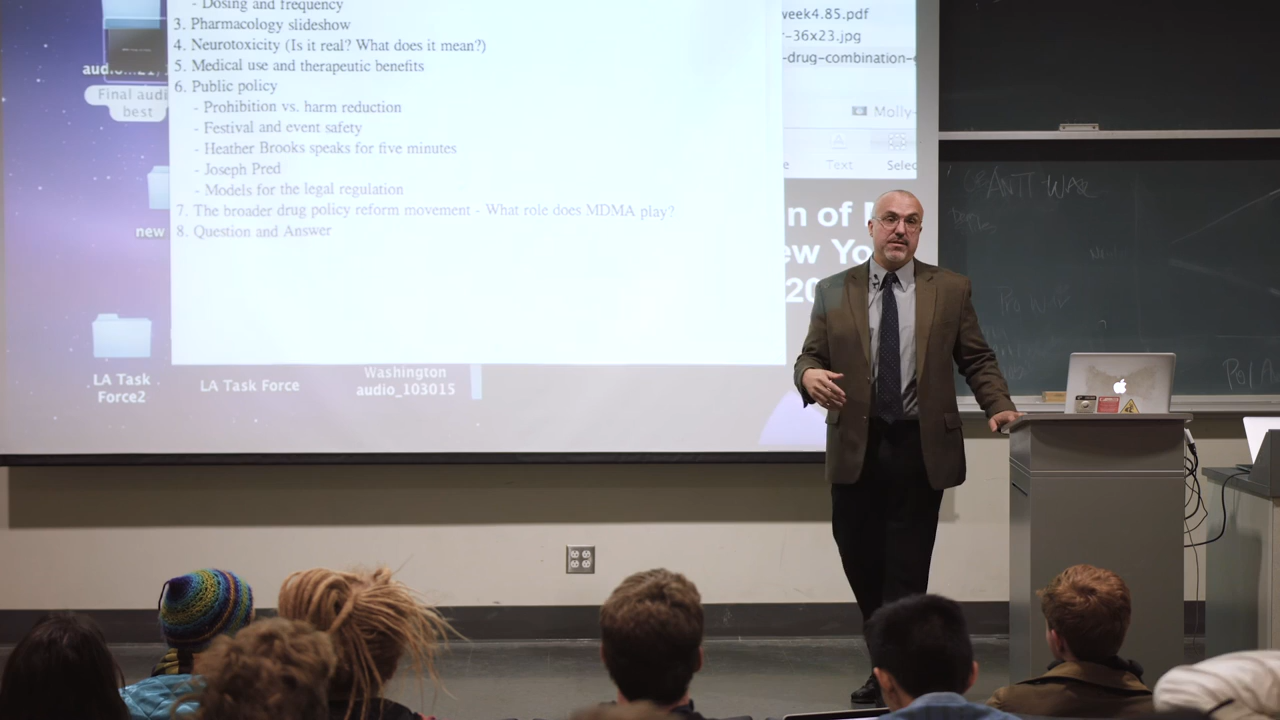 - Dosing and frequency
3. Pharmacology slideshow
4. Neurotoxicity (Is it real? What does it mean?)
5. Medical use and therapeutic benefits
6. Public policy
- Prohibition vs. harm reduction
- Festival and event safety
- Heather Brooks speaks for five minutes
- Joseph Pred
- Models for the legal regulation
7. The broader drug policy reform movement - What role does MDMA play?
8. Question and Answer
Final audi
best
new
LA Task
Force2
LA Task Force
Washington
audio_103015
week4.85.pdf
-36x23.jpg
-drug-combination-
Molly-
Text
Selec
n of
ew Yo
20
ANTI WAR